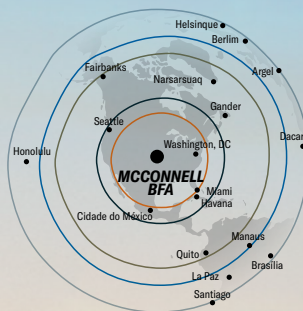 Helsinque
Berlim
Fairbanks
Argel
Narsarsuaq
Gander
Seattle
Dacar
Honolulu
Washington, DC
MCCONNELL
BFA
Miami
Havana
Cidade do México
Manaus
Quito
Brasília
La Paz
Santiago